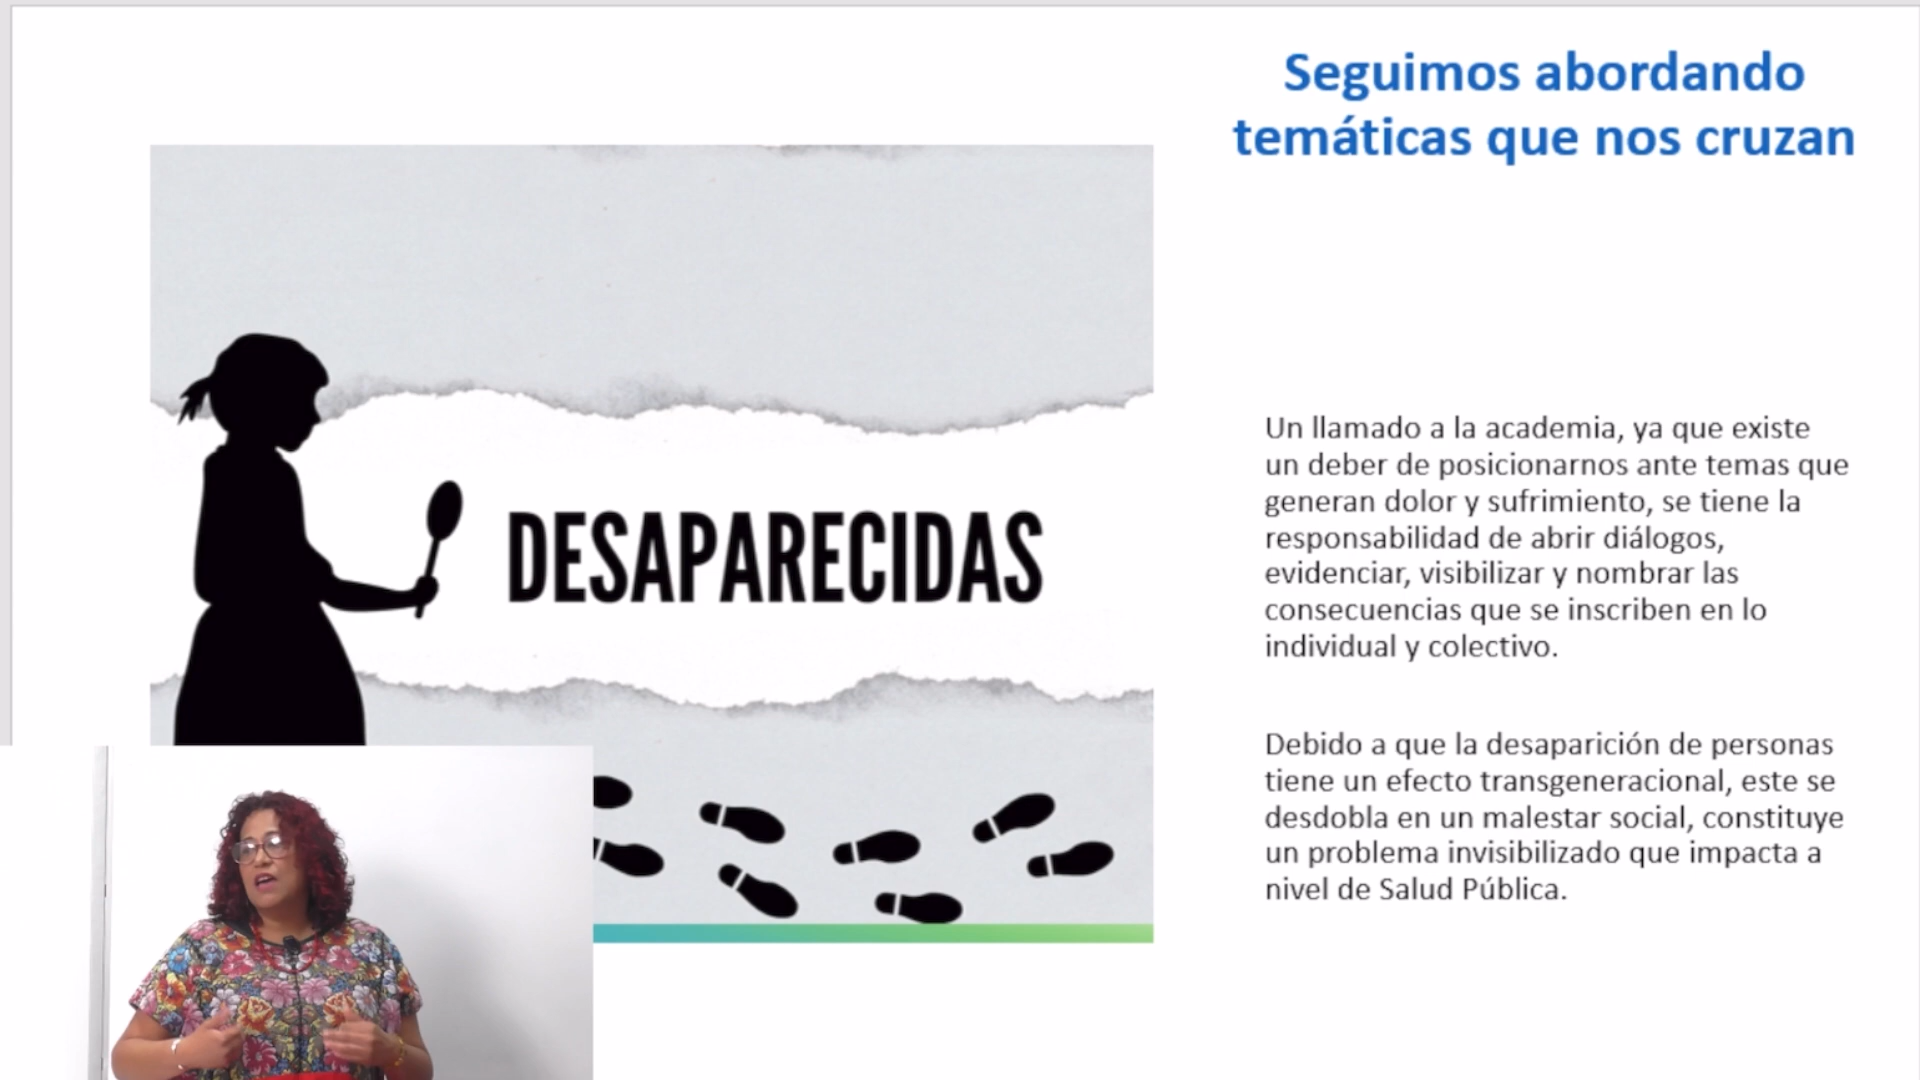 Seguimos abordando
temáticas que nos cruzan
DESAPARECIDAS
Un llamado a la academia, ya que existe
un deber de posicionarnos ante temas que
generan dolor y sufrimiento, se tiene la
responsabilidad de abrir diálogos,
evidenciar, visibilizar y nombrar las
consecuencias que se inscriben en lo
individual y colectivo.
Debido a que la desaparición de personas
tiene un efecto transgeneracional, este se
desdobla en un malestar social, constituye
un problema invisibilizado que impacta a
nivel de Salud Pública.